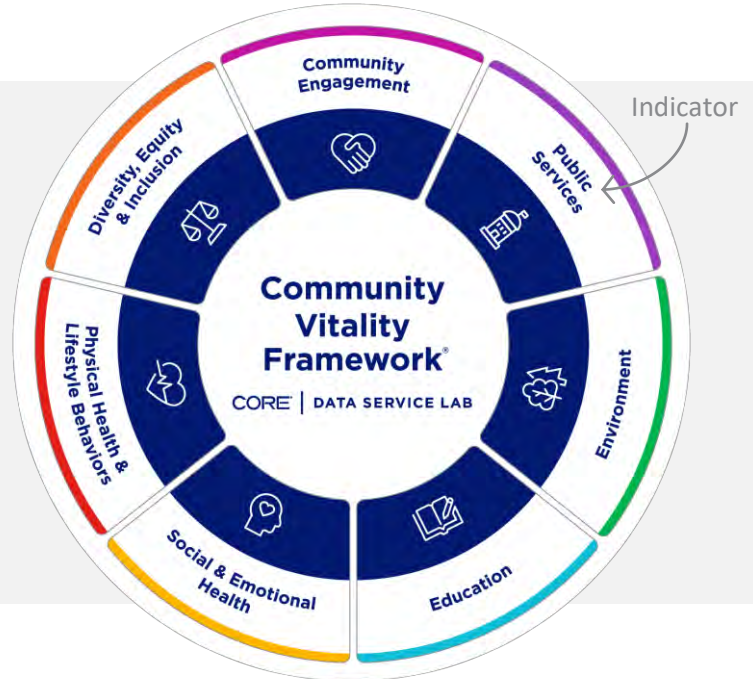 Community
Engagement
Indicator
Public
Services
Diversity, Equity
& Inclusion
Community
Vitality
Framework®
CORE® | DATA SERVICE LAB
Physical Health &
Lifestyle Behaviors
Environment
Social & Emotional
Health
Education